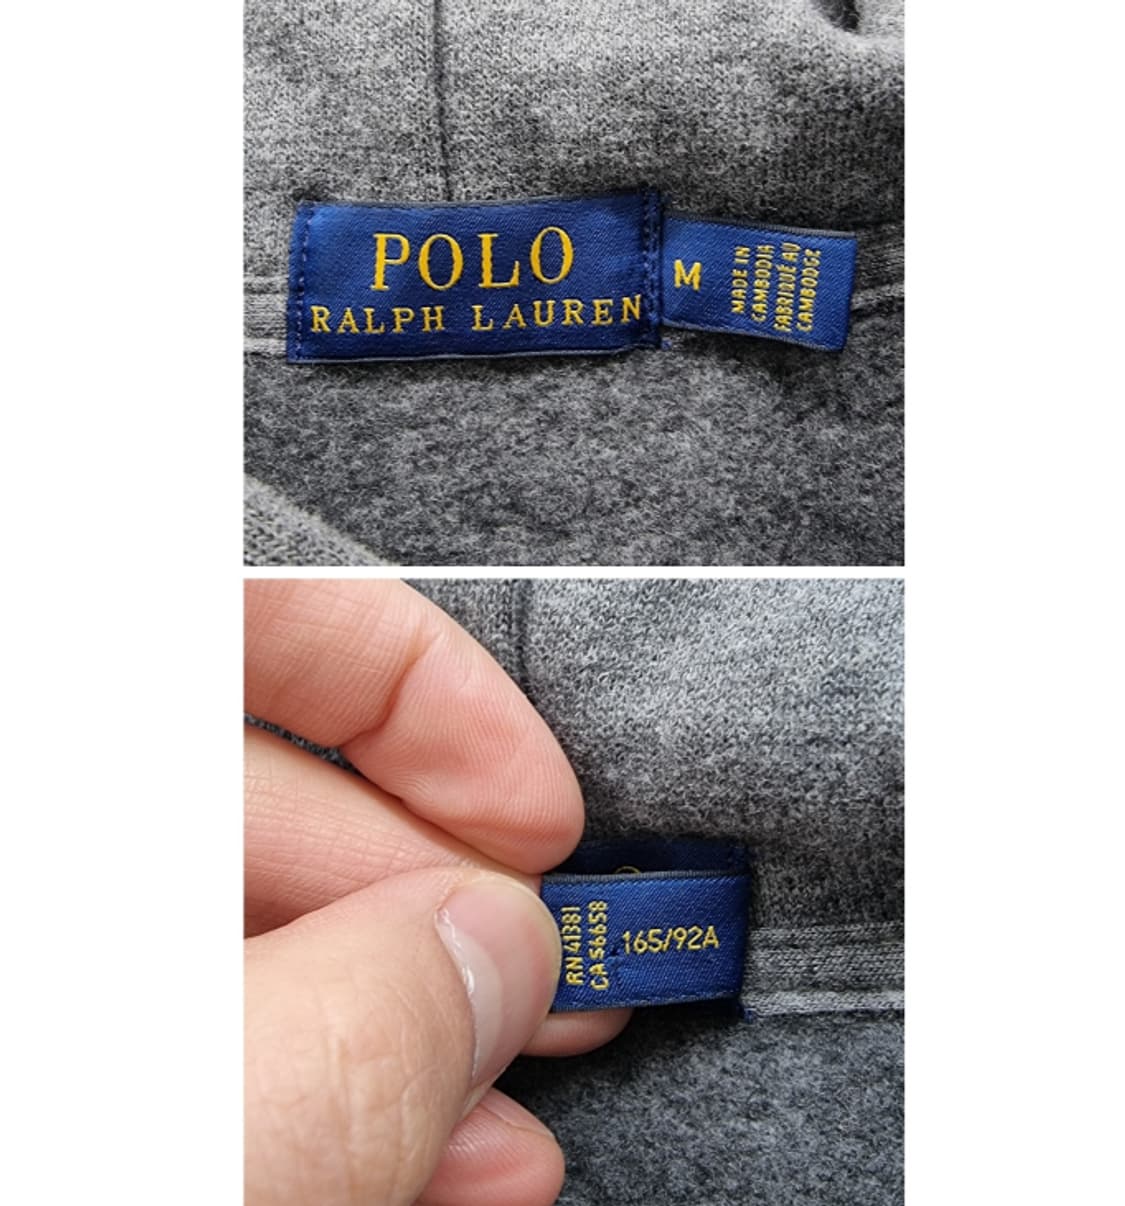 POLO
RALPH LAUREN
M
MADE IN
CAMBODIA
FABRIQUÉ AU
CAMBODGE
RN 41381
CA 56658
165/92A